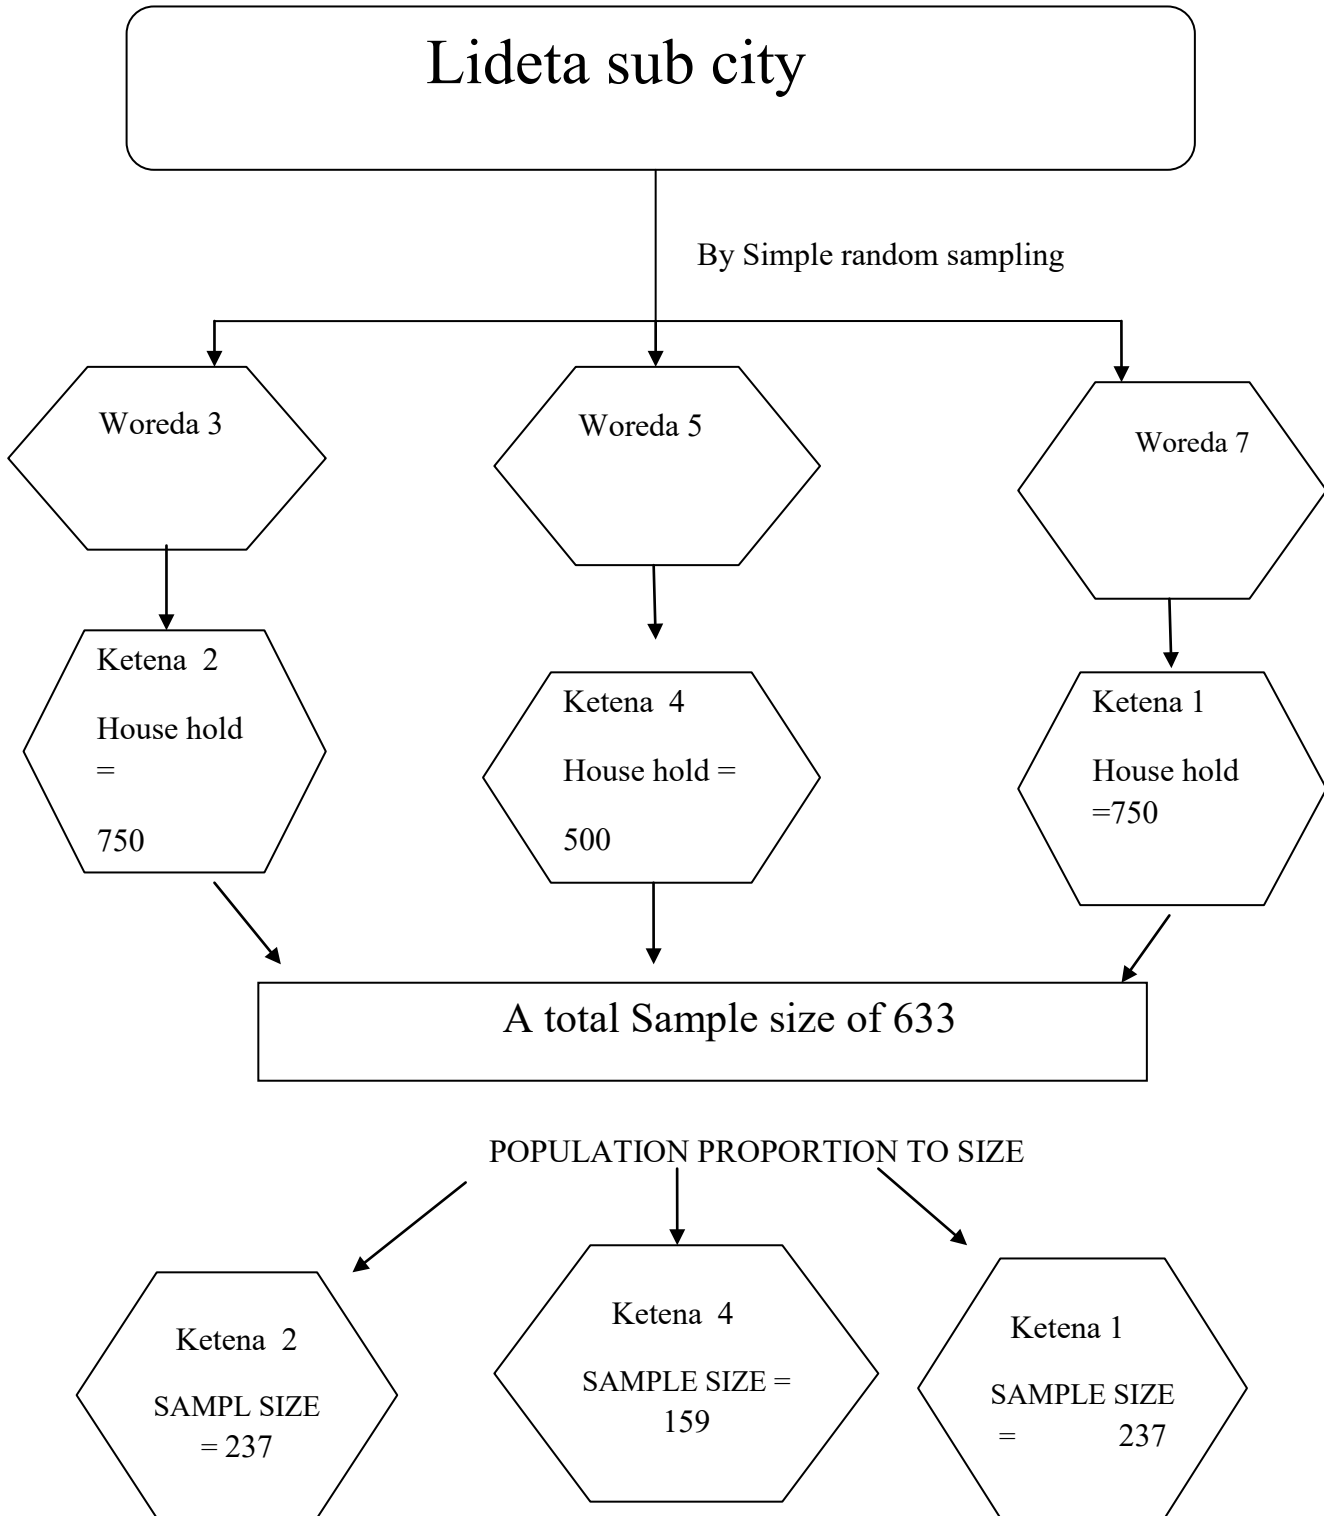 Lideta sub city
By Simple random sampling
Woreda 3
Woreda 5
Woreda 7
Ketena  2
House hold
=
750
Ketena  4
House hold =
500
Ketena 1
House hold
=750
A total Sample size of 633
POPULATION PROPORTION TO SIZE
Ketena  2
SAMPL SIZE
= 237
Ketena  4
SAMPLE SIZE =
159
Ketena 1
SAMPLE SIZE
= 237